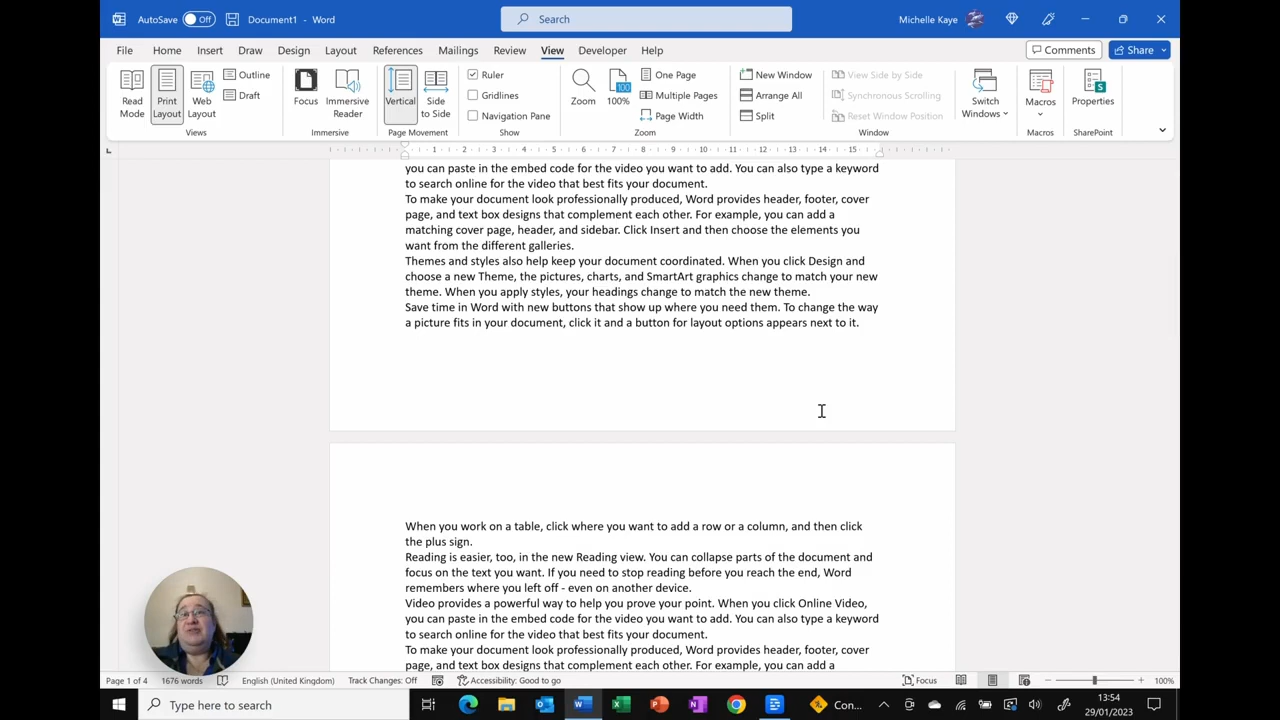 AutoSave Off Document1 - Word Search Michelle Kaye
File Home Insert Draw Design Layout References Mailings Review View Developer Help Comments Share
Read Mode Print Layout Web Layout Outline Draft
Views
Focus Immersive Reader
Immersive
Vertical Side to Side
Page Movement
Ruler
Gridlines
Navigation Pane
Show
Zoom 100 100% One Page
Multiple Pages
Page Width
Zoom
New Window
Arrange All
Split
View Side by Side
Synchronous Scrolling
Reset Window Position
Switch Windows
Window
Macros
Macros
Properties
SharePoint
1 2 3 4 5 6 7 8 9 10 11 12 13 14 15
you can paste in the embed code for the video you want to add. You can also type a keyword
to search online for the video that best fits your document.
To make your document look professionally produced, Word provides header, footer, cover
page, and text box designs that complement each other. For example, you can add a
matching cover page, header, and sidebar. Click Insert and then choose the elements you
want from the different galleries.
Themes and styles also help keep your document coordinated. When you click Design and
choose a new Theme, the pictures, charts, and SmartArt graphics change to match your new
theme. When you apply styles, your headings change to match the new theme.
Save time in Word with new buttons that show up where you need them. To change the way
a picture fits in your document, click it and a button for layout options appears next to it.
When you work on a table, click where you want to add a row or a column, and then click
the plus sign.
Reading is easier, too, in the new Reading view. You can collapse parts of the document and
focus on the text you want. If you need to stop reading before you reach the end, Word
remembers where you left off - even on another device.
Video provides a powerful way to help you prove your point. When you click Online Video,
you can paste in the embed code for the video you want to add. You can also type a keyword
to search online for the video that best fits your document.
To make your document look professionally produced, Word provides header, footer, cover
page, and text box designs that complement each other. For example, you can add a
Page 1 of 4 1676 words English (United Kingdom) Track Changes: Off Accessibility: Good to go Focus 100%
Type here to search Con... 13:54
29/01/2023